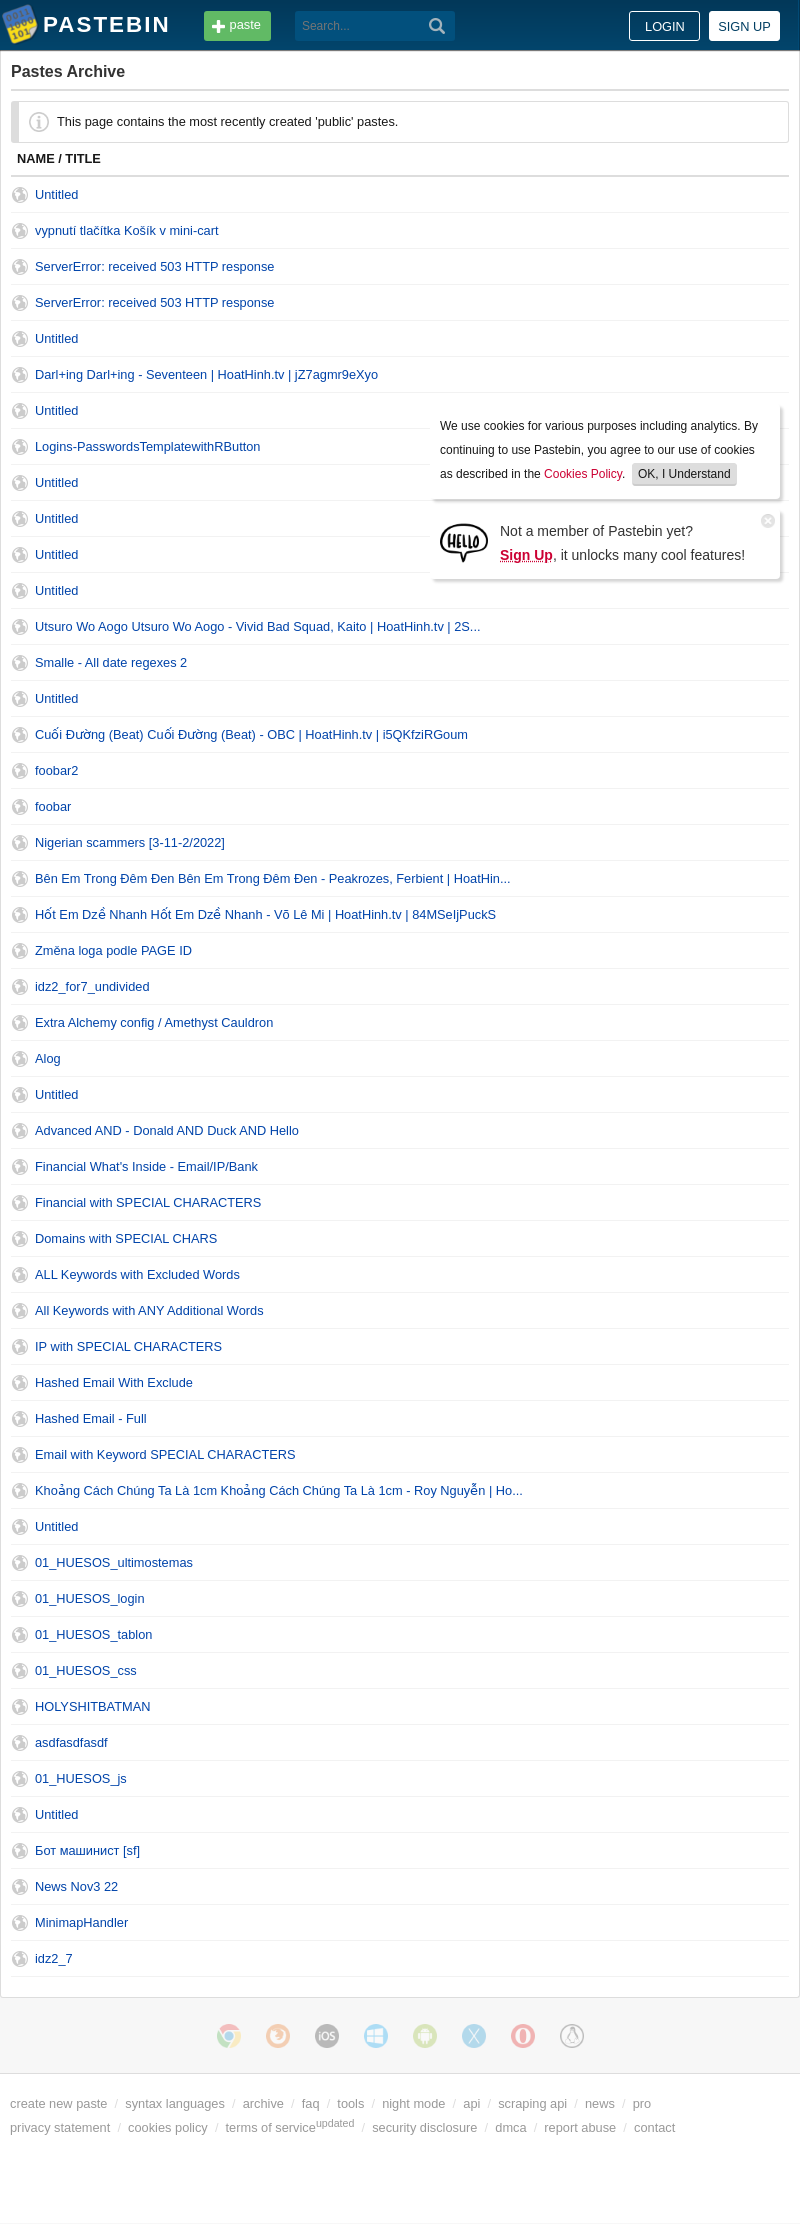 PASTEBIN
paste
Search...
LOGIN
SIGN UP
Pastes Archive
This page contains the most recently created 'public' pastes.
NAME / TITLE
Untitled
vypnutí tlačítka Košík v mini-cart
ServerError: received 503 HTTP response
ServerError: received 503 HTTP response
Untitled
Darl+ing Darl+ing - Seventeen | HoatHinh.tv | jZ7agmr9eXyo
Untitled
Logins-PasswordsTemplatewithRButton
Untitled
Untitled
Untitled
Untitled
We use cookies for various purposes including analytics. By
continuing to use Pastebin, you agree to our use of cookies
as described in the Cookies Policy. OK, I Understand
HELLO
Not a member of Pastebin yet?
Sign Up, it unlocks many cool features!
Utsuro Wo Aogo Utsuro Wo Aogo - Vivid Bad Squad, Kaito | HoatHinh.tv | 2S...
Smalle - All date regexes 2
Untitled
Cuối Đường (Beat) Cuối Đường (Beat) - OBC | HoatHinh.tv | i5QKfziRGoum
foobar2
foobar
Nigerian scammers [3-11-2/2022]
Bên Em Trong Đêm Đen Bên Em Trong Đêm Đen - Peakrozes, Ferbient | HoatHin...
Hốt Em Dzề Nhanh Hốt Em Dzề Nhanh - Võ Lê Mi | HoatHinh.tv | 84MSeIjPuckS
Změna loga podle PAGE ID
idz2_for7_undivided
Extra Alchemy config / Amethyst Cauldron
Alog
Untitled
Advanced AND - Donald AND Duck AND Hello
Financial What's Inside - Email/IP/Bank
Financial with SPECIAL CHARACTERS
Domains with SPECIAL CHARS
ALL Keywords with Excluded Words
All Keywords with ANY Additional Words
IP with SPECIAL CHARACTERS
Hashed Email With Exclude
Hashed Email - Full
Email with Keyword SPECIAL CHARACTERS
Khoảng Cách Chúng Ta Là 1cm Khoảng Cách Chúng Ta Là 1cm - Roy Nguyễn | Ho...
Untitled
01_HUESOS_ultimostemas
01_HUESOS_login
01_HUESOS_tablon
01_HUESOS_css
HOLYSHITBATMAN
asdfasdfasdf
01_HUESOS_js
Untitled
Бот машинист [sf]
News Nov3 22
MinimapHandler
idz2_7
iOS
create new paste / syntax languages / archive / faq / tools / night mode / api / scraping api / news / pro
privacy statement / cookies policy / terms of service updated / security disclosure / dmca / report abuse / contact